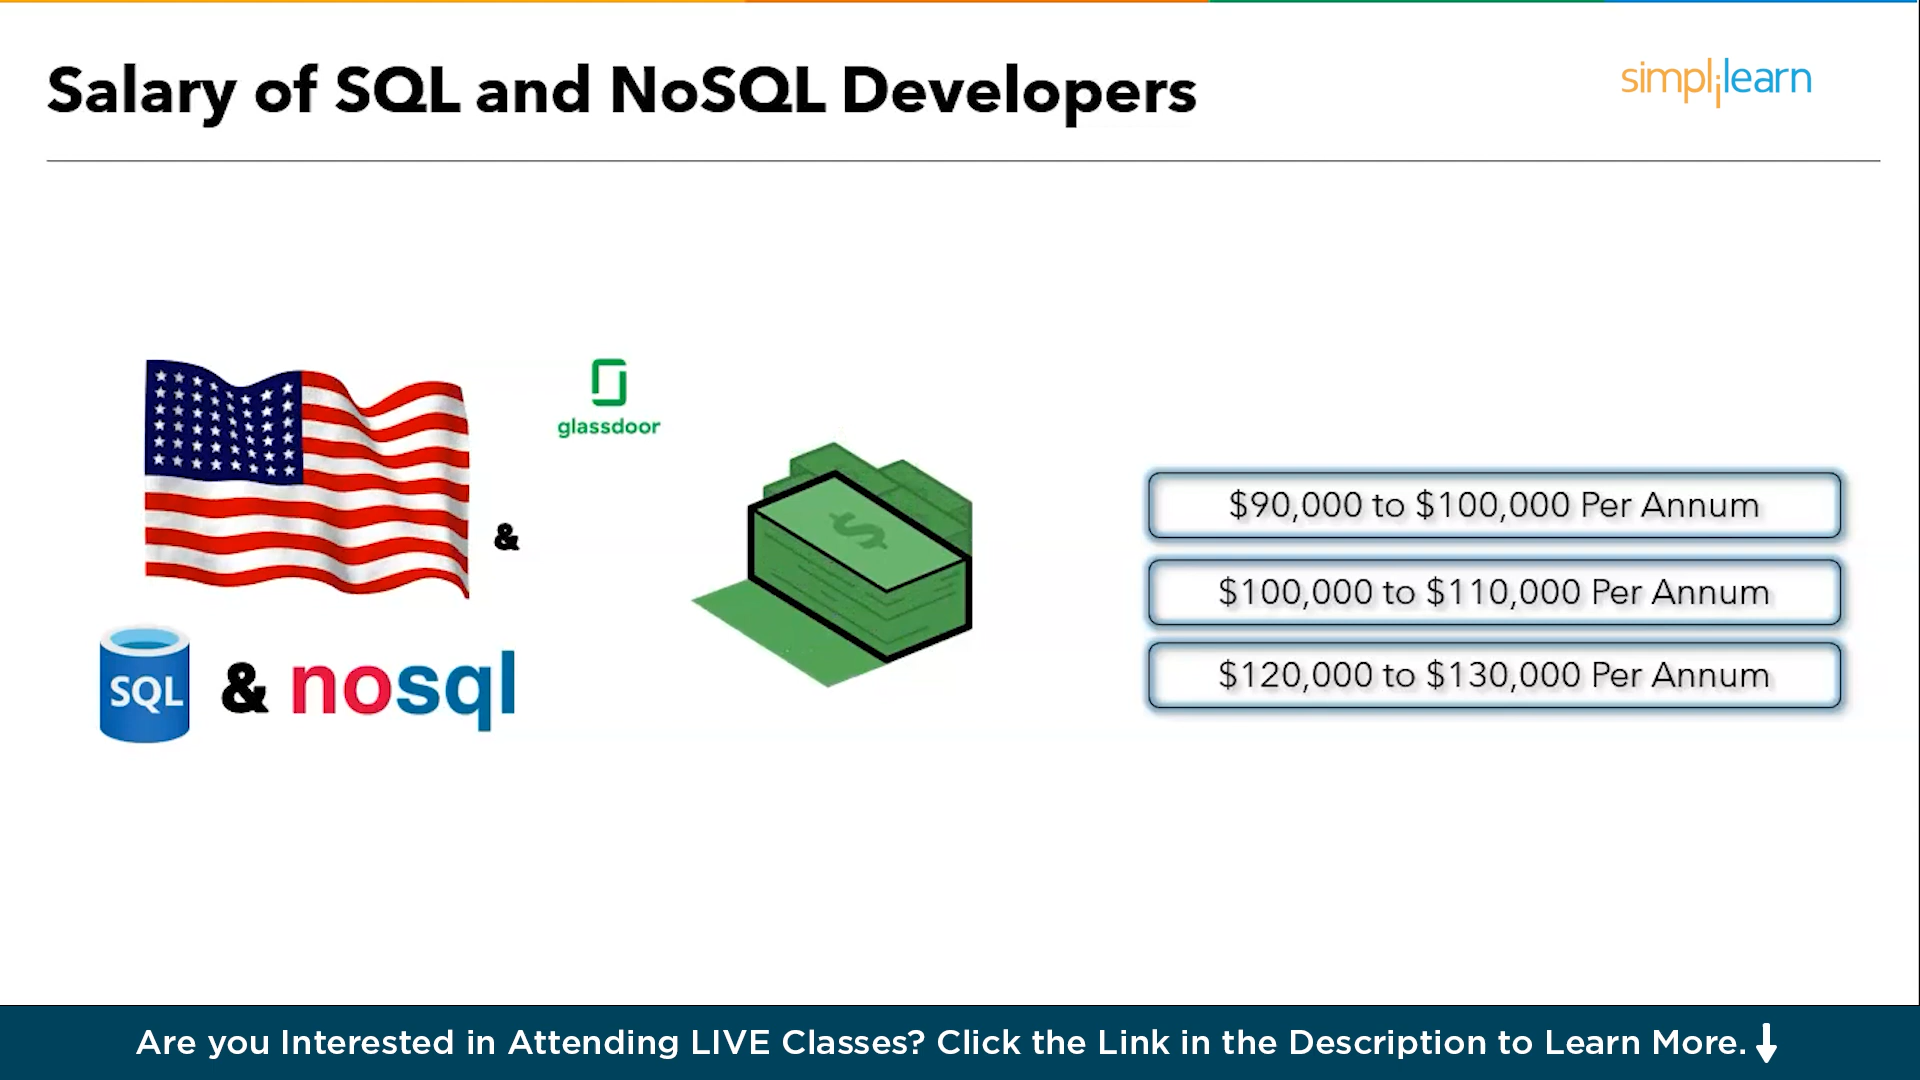 Salary of SQL and NoSQL Developers
simplilearn
glassdoor
$
&
SQL & nosql
$90,000 to $100,000 Per Annum
$100,000 to $110,000 Per Annum
$120,000 to $130,000 Per Annum
Are you Interested in Attending LIVE Classes? Click the Link in the Description to Learn More.